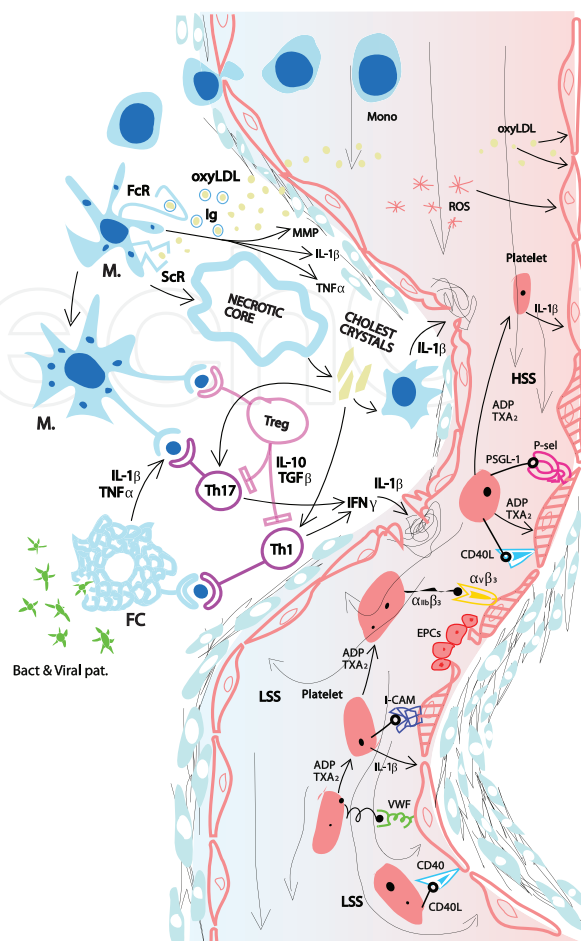 Mono
oxyLDL
FcR
oxyLDL
Ig
ROS
MMP
IL-1β
TNFα
M.
ScR
NECROTIC
CORE
CHOLEST
CRYSTALS
IL-1β
Platelet
IL-1β
HSS
ADP
TXA2
M.
Treg
IL-10
TGFβ
IL-1β
TNFα
Th17
IFNγ
IL-1β
PSGL-1
P-sel
ADP
TXA2
Th1
CD40L
αvβ3
αIIbβ3
FC
EPCs
ADP
TXA2
Bact & Viral pat.
LSS
Platelet
I-CAM
ADP
TXA2
IL-1β
VWF
CD40
LSS
CD40L